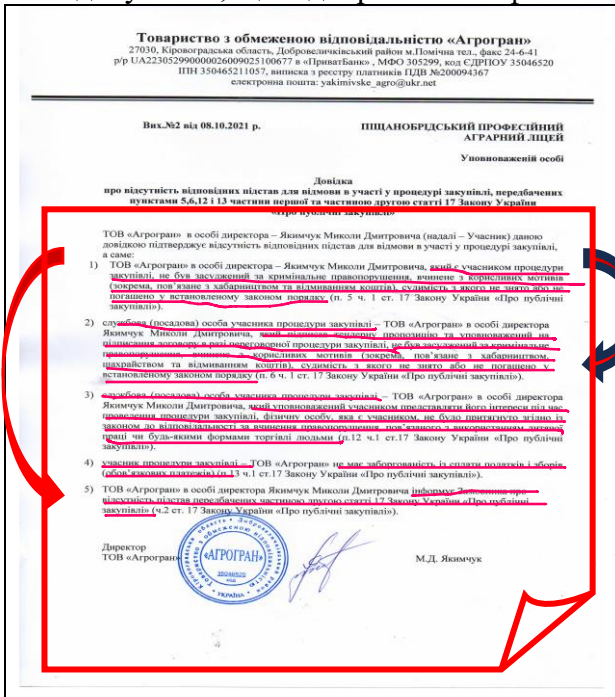 Товариство з обмеженою відповідальністю «Агрогран»
27030, Кіровоградська область, Добровеличківський район м.Помічна тел., факс 24-6-41
р/р UA223052990000026009025100677 в «ПриватБанк» , МФО 305299, код ЄДРПОУ 35046520
ІПН 350465211057, виписка з реєстру платників ПДВ №200094367
електронна пошта: yakimivske_agro@ukr.net
Вих.№2 від 08.10.2021 р.
ПІЩАНОБРІДСЬКИЙ ПРОФЕСІЙНИЙ
АГРАРНИЙ ЛІЦЕЙ
Уповноваженій особі
Довідка
про відсутність відповідних підстав для відмови в участі у процедурі закупівлі, передбачених
пунктами 5,6,12 і 13 частини першої та частиною другою статті 17 Закону України
«Про публічні закупівлі»
ТОВ «Агрогран» в особі директора – Якимчук Миколи Дмитровича (надалі – Учасник) даною
довідкою підтверджує відсутність відповідних підстав для відмови в участі у процедурі закупівлі,
а саме:
1) ТОВ «Агрогран» в особі директора – Якимчук Миколи Дмитровича, який є учасником процедури
закупівлі, не був засуджений за кримінальне правопорушення, вчинене з корисливих мотивів
(зокрема, пов’язане з хабарництвом та відмиванням коштів), судимість з якого не знято або не
погашено у встановленому законом порядку (п. 5 ч. 1 ст. 17 Закону України «Про публічні
закупівлі»).
2) службова (посадова) особа учасника процедури закупівлі – ТОВ «Агрогран» в особі директора
Якимчук Миколи Дмитровича, який підписав тендерну пропозицію та уповноважений на
підписання договору в разі переговорної процедури закупівлі, не був засуджений за кримінальне
правопорушення, вчинене з корисливих мотивів (зокрема, пов’язане з хабарництвом,
шахрайством та відмиванням коштів), судимість з якого не знято або не погашено у
встановленому законом порядку (п. 6 ч. 1 ст. 17 Закону України «Про публічні закупівлі»).
3) службова (посадова) особа учасника процедури закупівлі – ТОВ «Агрогран» в особі директора
Якимчук Миколи Дмитровича, який уповноважений учасником представляти його інтереси під час
проведення процедури закупівлі, фізичну особу, яка є учасником, не було притягнуто згідно із
законом до відповідальності за вчинення правопорушення, пов’язаного з використанням дитячої
праці чи будь-якими формами торгівлі людьми (п.12 ч.1 ст.17 Закону України «Про публічні
закупівлі»).
4) учасник процедури закупівлі – ТОВ «Агрогран» не має заборгованість із сплати податків і зборів
(обов’язкових платежів) (п.13 ч.1 ст.17 Закону України «Про публічні закупівлі»).
5) ТОВ «Агрогран» в особі директора Якимчук Миколи Дмитровича інформує Замовника про
відсутність підстав передбачених частиною другою статті 17 Закону України «Про публічні
закупівлі» (ч.2 ст. 17 Закону України «Про публічні закупівлі»).
Директор
ТОВ «Агрогран»
М.Д. Якимчук
«АГРОГРАН»
УКРАЇНА